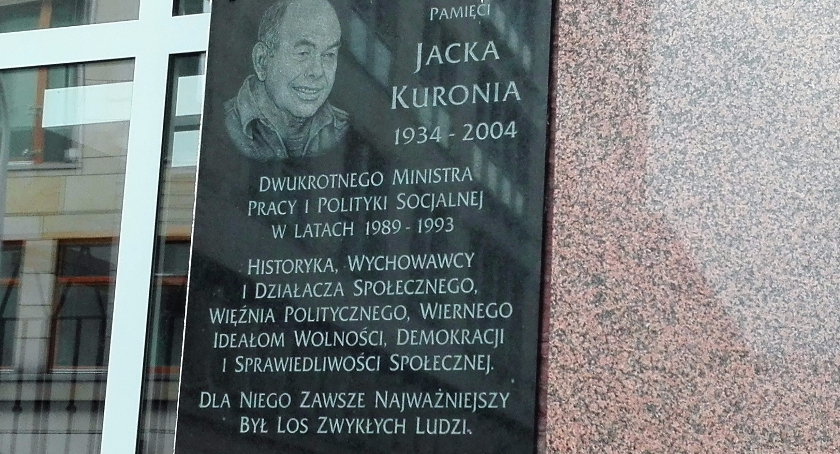 PAMIĘCI
JACKA
KURONIA
1934 - 2004
DWUKROTNEGO MINISTRA
PRACY I POLITYKI SOCJALNEJ
W LATACH 1989 - 1993
HISTORYKA, WYCHOWAWCY
I DZIAŁACZA SPOŁECZNEGO,
WIĘŹNIA POLITYCZNEGO, WIERNEGO
IDEAŁOM WOLNOŚCI, DEMOKRACJI
I SPRAWIEDLIWOŚCI SPOŁECZNEJ.
DLA NIEGO ZAWSZE NAJWAŻNIEJSZY
BYŁ LOS ZWYKŁYCH LUDZI.